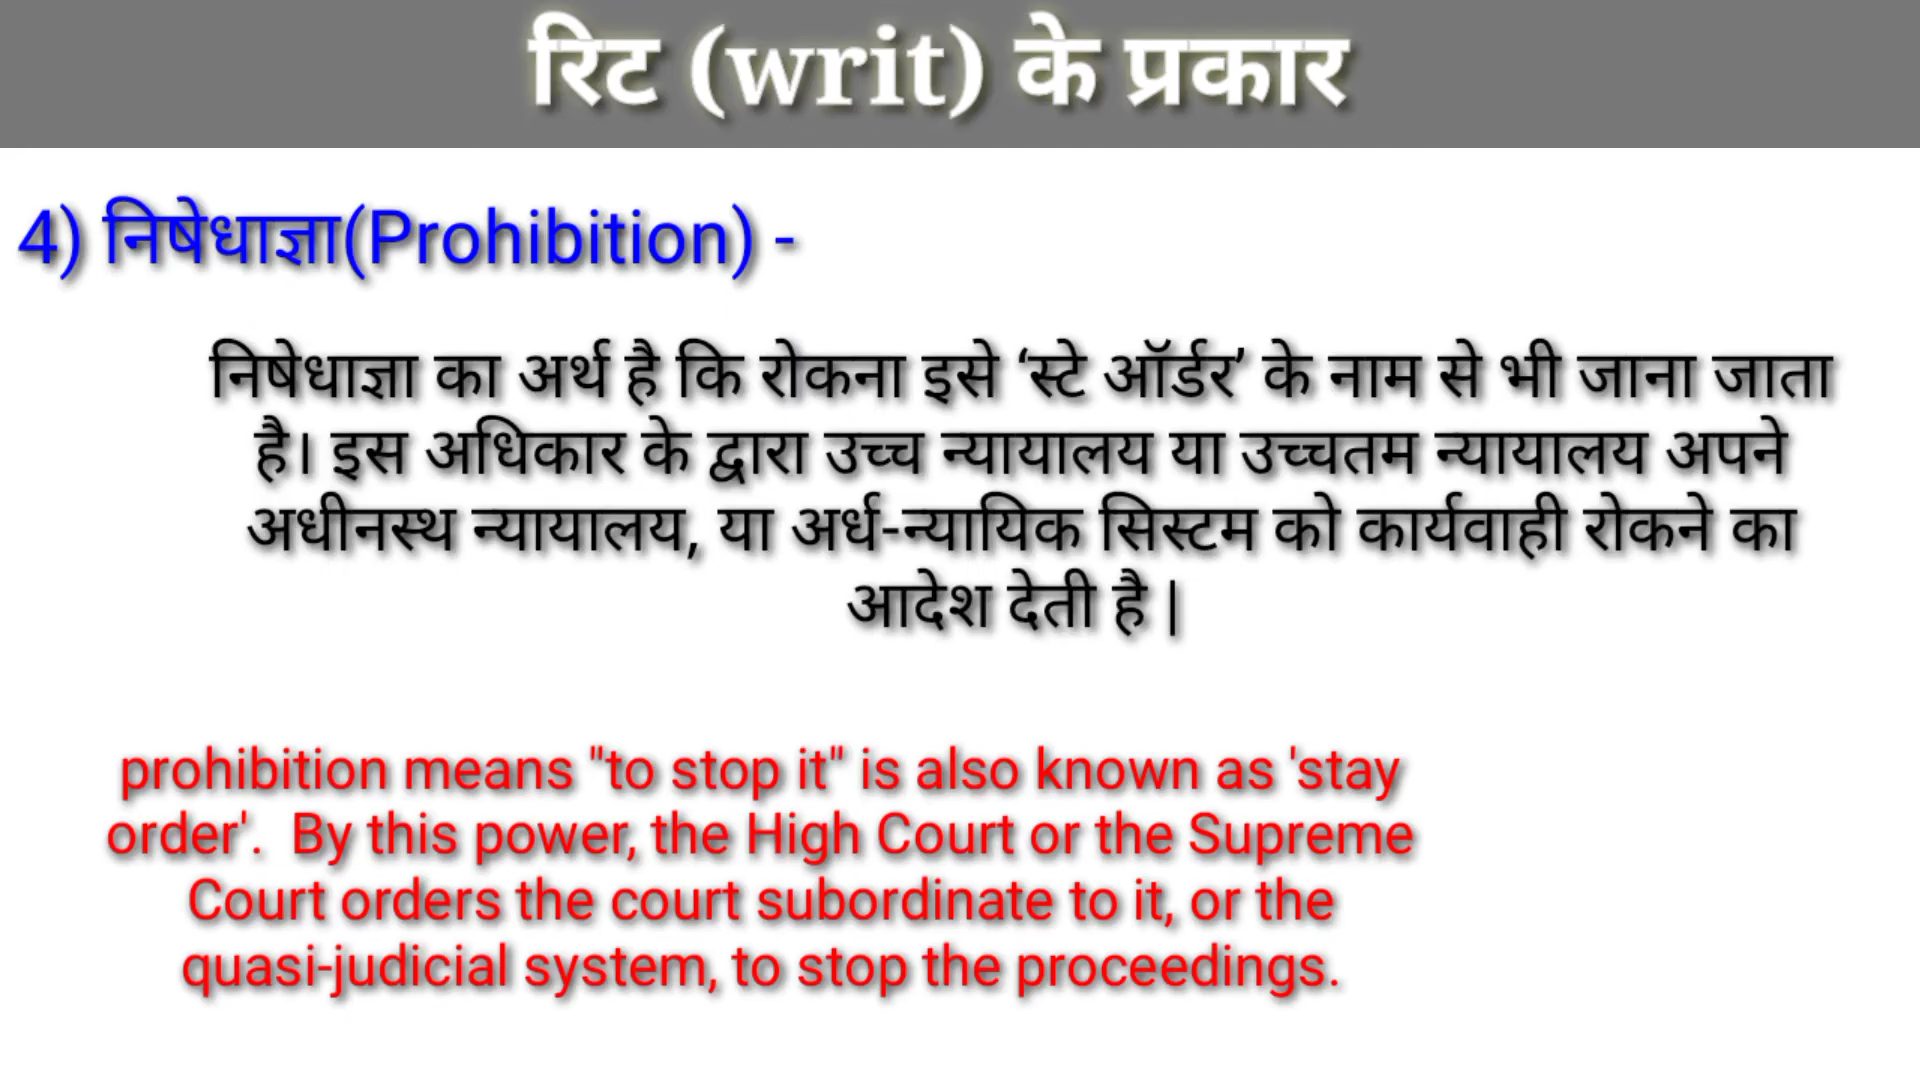 रिट (writ) के प्रकार
4) निषेधाज्ञा(Prohibition) -
निषेधाज्ञा का अर्थ है कि रोकना इसे ‘स्टे ऑर्डर’ के नाम से भी जाना जाता
है। इस अधिकार के द्वारा उच्च न्यायालय या उच्चतम न्यायालय अपने
अधीनस्थ न्यायालय, या अर्ध-न्यायिक सिस्टम को कार्यवाही रोकने का
आदेश देती है |
prohibition means "to stop it" is also known as 'stay
order'.  By this power, the High Court or the Supreme
Court orders the court subordinate to it, or the
quasi-judicial system, to stop the proceedings.